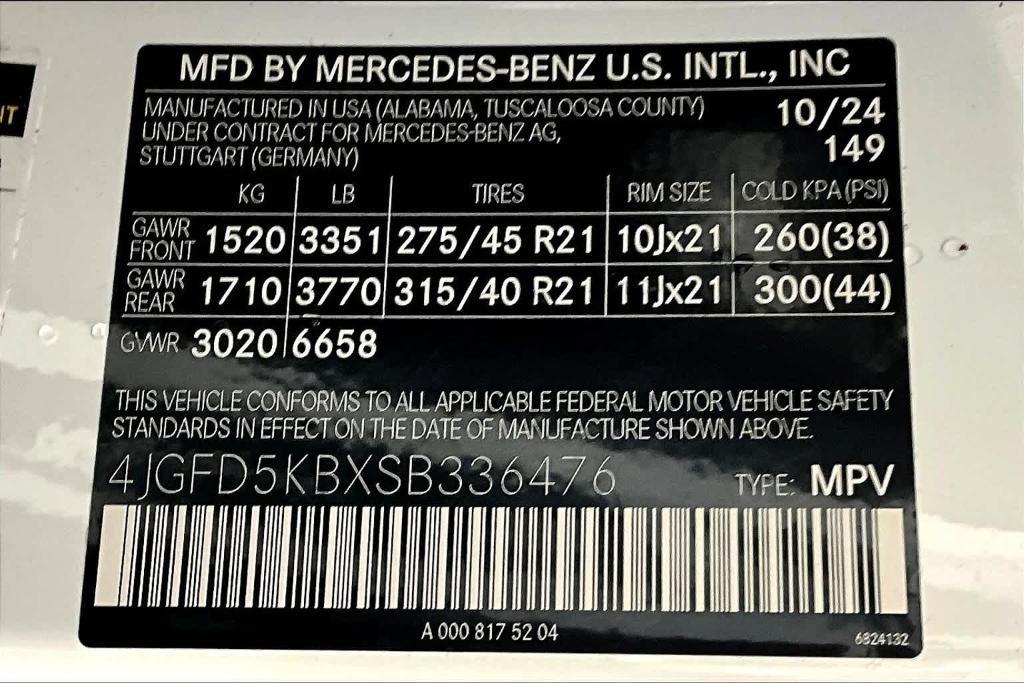 MFD BY MERCEDES-BENZ U.S. INTL., INC
MANUFACTURED IN USA (ALABAMA, TUSCALOOSA COUNTY) 10/24
UNDER CONTRACT FOR MERCEDES-BENZ AG,
STUTTGART (GERMANY) 149
KG LB TIRES RIM SIZE COLD KPA (PSI)
GAWR FRONT 1520 3351 275/45 R21 10Jx21 260(38)
GAWR REAR 1710 3770 315/40 R21 11Jx21 300(44)
GVWR 3020 6658
THIS VEHICLE CONFORMS TO ALL APPLICABLE FEDERAL MOTOR VEHICLE SAFETY
STANDARDS IN EFFECT ON THE DATE OF MANUFACTURE SHOWN ABOVE.
4JGFD5KBXSB336476 TYPE: MPV
A 000 817 52 04 6824132